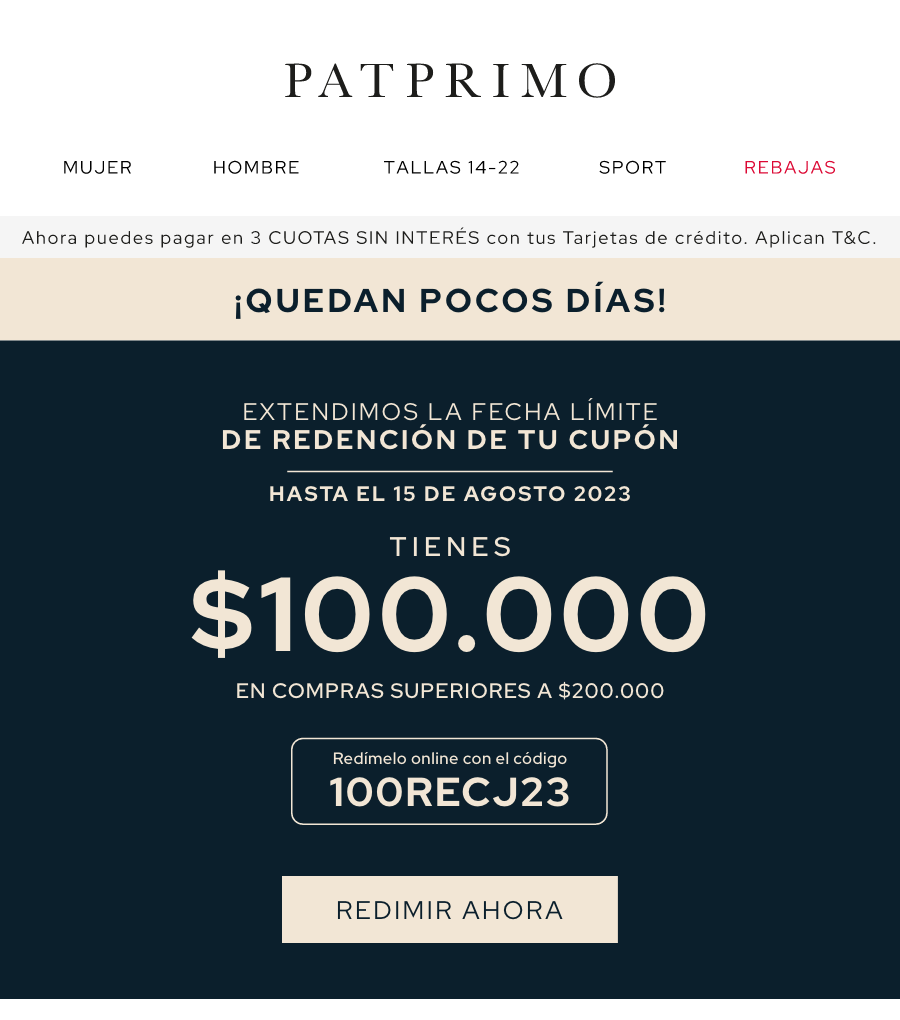 PATPRIMO
MUJER HOMBRE TALLAS 14-22 SPORT REBAJAS
Ahora puedes pagar en 3 CUOTAS SIN INTERÉS con tus Tarjetas de crédito. Aplican T&C.
¡QUEDAN POCOS DÍAS!
EXTENDIMOS LA FECHA LÍMITE
DE REDENCIÓN DE TU CUPÓN
HASTA EL 15 DE AGOSTO 2023
TIENES
$100.000
EN COMPRAS SUPERIORES A $200.000
Redímelo online con el código
100RECJ23
REDIMIR AHORA